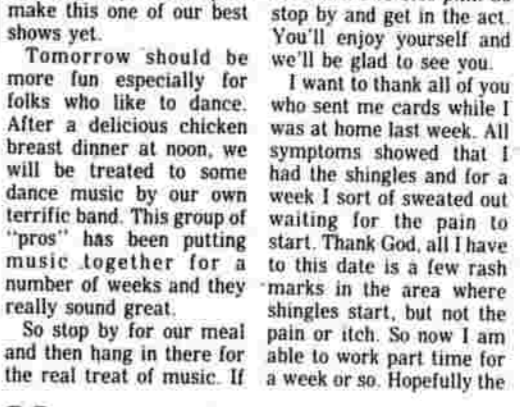 make this one of our best
shows yet.
Tomorrow should be
more fun especially for
folks who like to dance.
After a delicious chicken
breast dinner at noon, we
will be treated to some
dance music by our own
terrific band. This group of
"pros" has been putting
music together for a
number of weeks and they
really sound great.
So stop by for our meal
and then hang in there for
the real treat of music. If
stop by and get in the act.
You'll enjoy yourself and
we'll be glad to see you.
I want to thank all of you
who sent me cards while I
was at home last week. All
symptoms showed that I
had the shingles and for a
week I sort of sweated out
waiting for the pain to
start. Thank God, all I have
to this date is a few rash
marks in the area where
shingles start, but not the
pain or itch. So now I am
able to work part time for
a week or so. Hopefully the